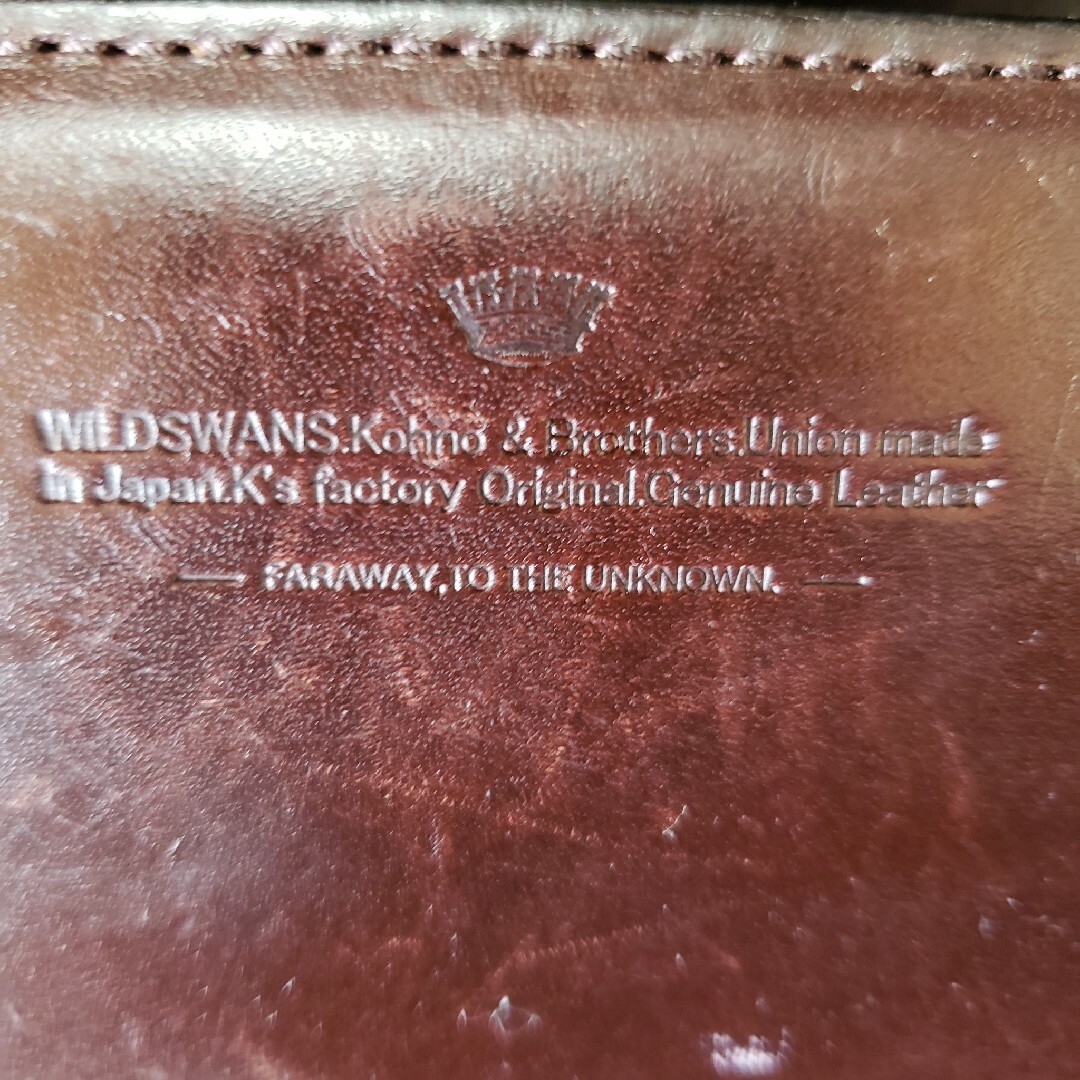 WILDSWANS.Kohno & Brothers.Union made
in Japan.K's factory Original.Genuine Leather
FARAWAY,TO THE UNKNOWN.